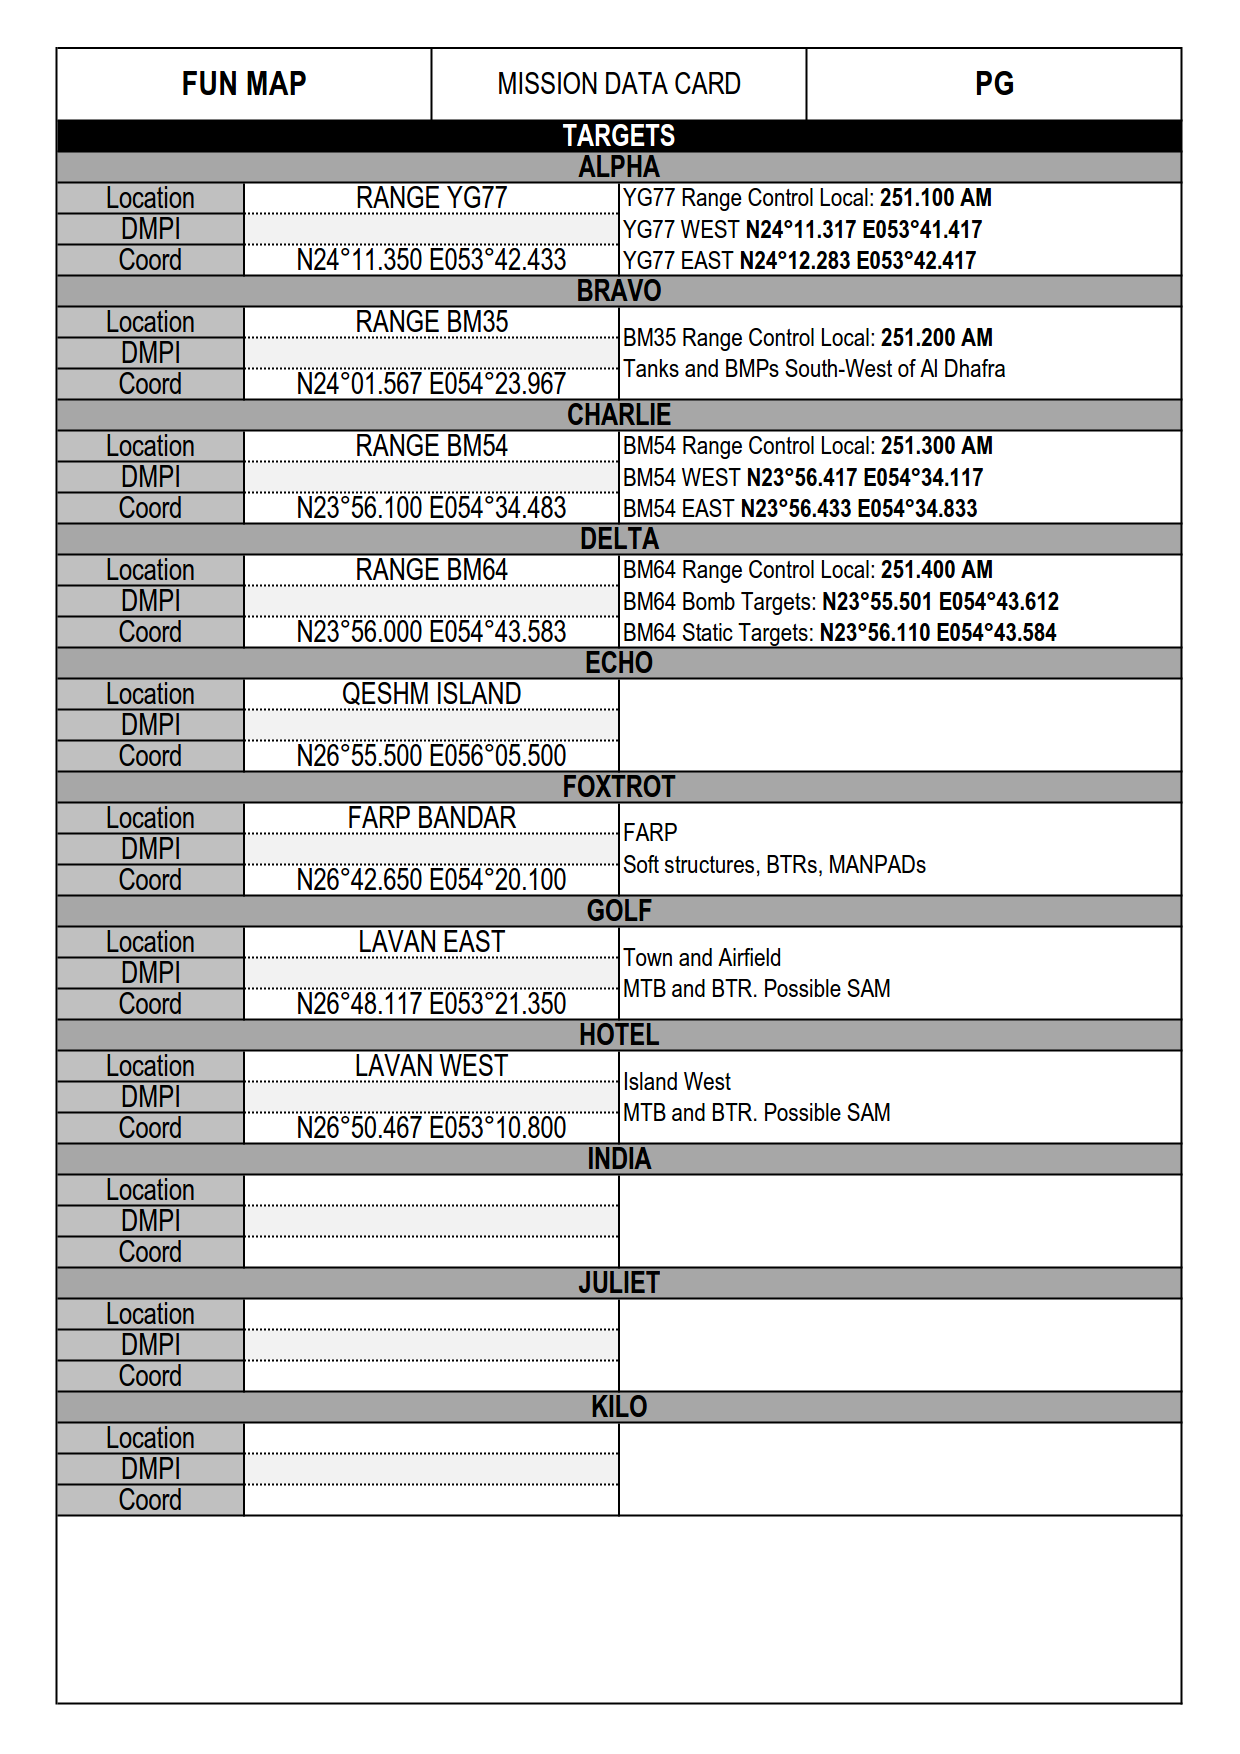 FUN MAP
MISSION DATA CARD
PG
TARGETS
ALPHA
Location
RANGE YG77
DMPI
Coord
N24°11.350 E053°42.433
YG77 Range Control Local: 251.100 AM
YG77 WEST N24°11.317 E053°41.417
YG77 EAST N24°12.283 E053°42.417
BRAVO
Location
RANGE BM35
DMPI
Coord
N24°01.567 E054°23.967
BM35 Range Control Local: 251.200 AM
Tanks and BMPs South-West of Al Dhafra
CHARLIE
Location
RANGE BM54
DMPI
Coord
N23°56.100 E054°34.483
BM54 Range Control Local: 251.300 AM
BM54 WEST N23°56.417 E054°34.117
BM54 EAST N23°56.433 E054°34.833
DELTA
Location
RANGE BM64
DMPI
Coord
N23°56.000 E054°43.583
BM64 Range Control Local: 251.400 AM
BM64 Bomb Targets: N23°55.501 E054°43.612
BM64 Static Targets: N23°56.110 E054°43.584
ECHO
Location
QESHM ISLAND
DMPI
Coord
N26°55.500 E056°05.500
FOXTROT
Location
FARP BANDAR
DMPI
Coord
N26°42.650 E054°20.100
FARP
Soft structures, BTRs, MANPADs
GOLF
Location
LAVAN EAST
DMPI
Coord
N26°48.117 E053°21.350
Town and Airfield
MTB and BTR. Possible SAM
HOTEL
Location
LAVAN WEST
DMPI
Coord
N26°50.467 E053°10.800
Island West
MTB and BTR. Possible SAM
INDIA
Location
DMPI
Coord
JULIET
Location
DMPI
Coord
KILO
Location
DMPI
Coord